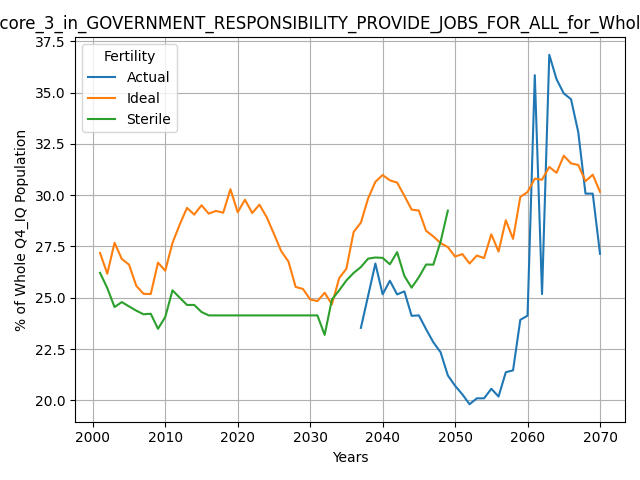 core_3_in_GOVERNMENT_RESPONSIBILITY_PROVIDE_JOBS_FOR_ALL_for_Whol
Fertility
Actual
Ideal
Sterile
% of Whole Q4_IQ Population
37.5
35.0
32.5
30.0
27.5
25.0
22.5
20.0
2000
2010
2020
2030
2040
2050
2060
2070
Years